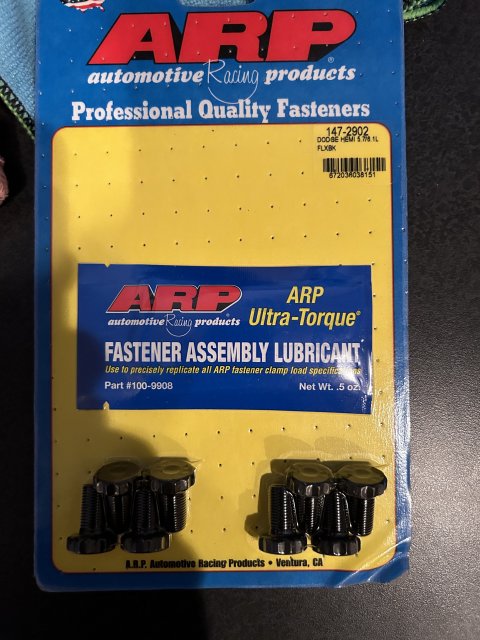 ARP
automotive Racing products
Professional Quality Fasteners
147-2902
DODGE HEMI 5.7/6.1L
FLXBK
672036038151
ARP
automotive Racing products
ARP
Ultra-Torque®
FASTENER ASSEMBLY LUBRICANT
Use to precisely replicate all ARP fastener clamp load specifications
Part #100-9908
Net Wt. .5 oz.
A.R.P. Automotive Racing Products • Ventura, CA